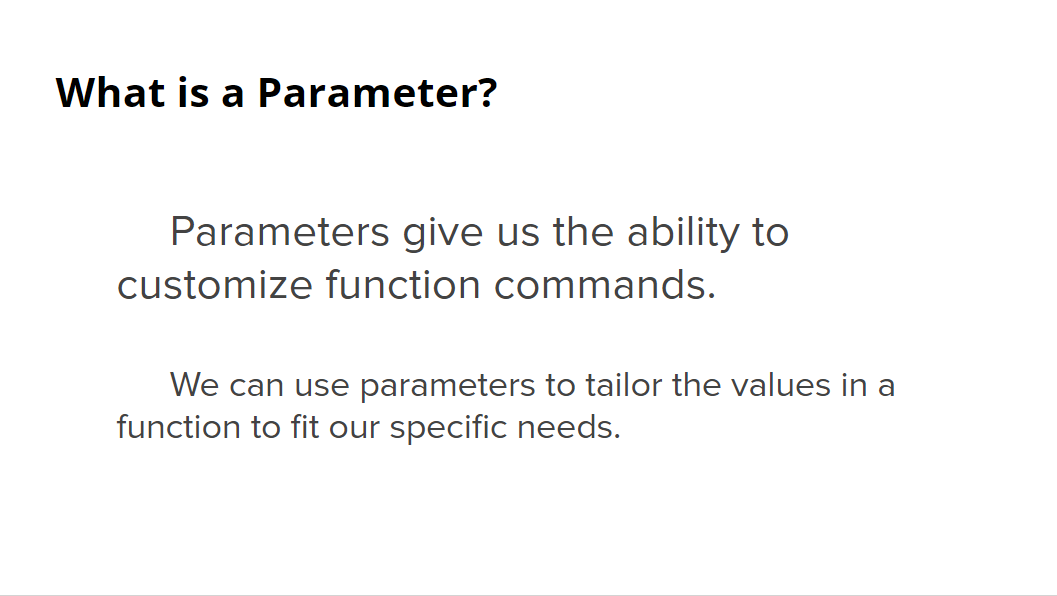 What is a Parameter?
Parameters give us the ability to
customize function commands.
We can use parameters to tailor the values in a
function to fit our specific needs.